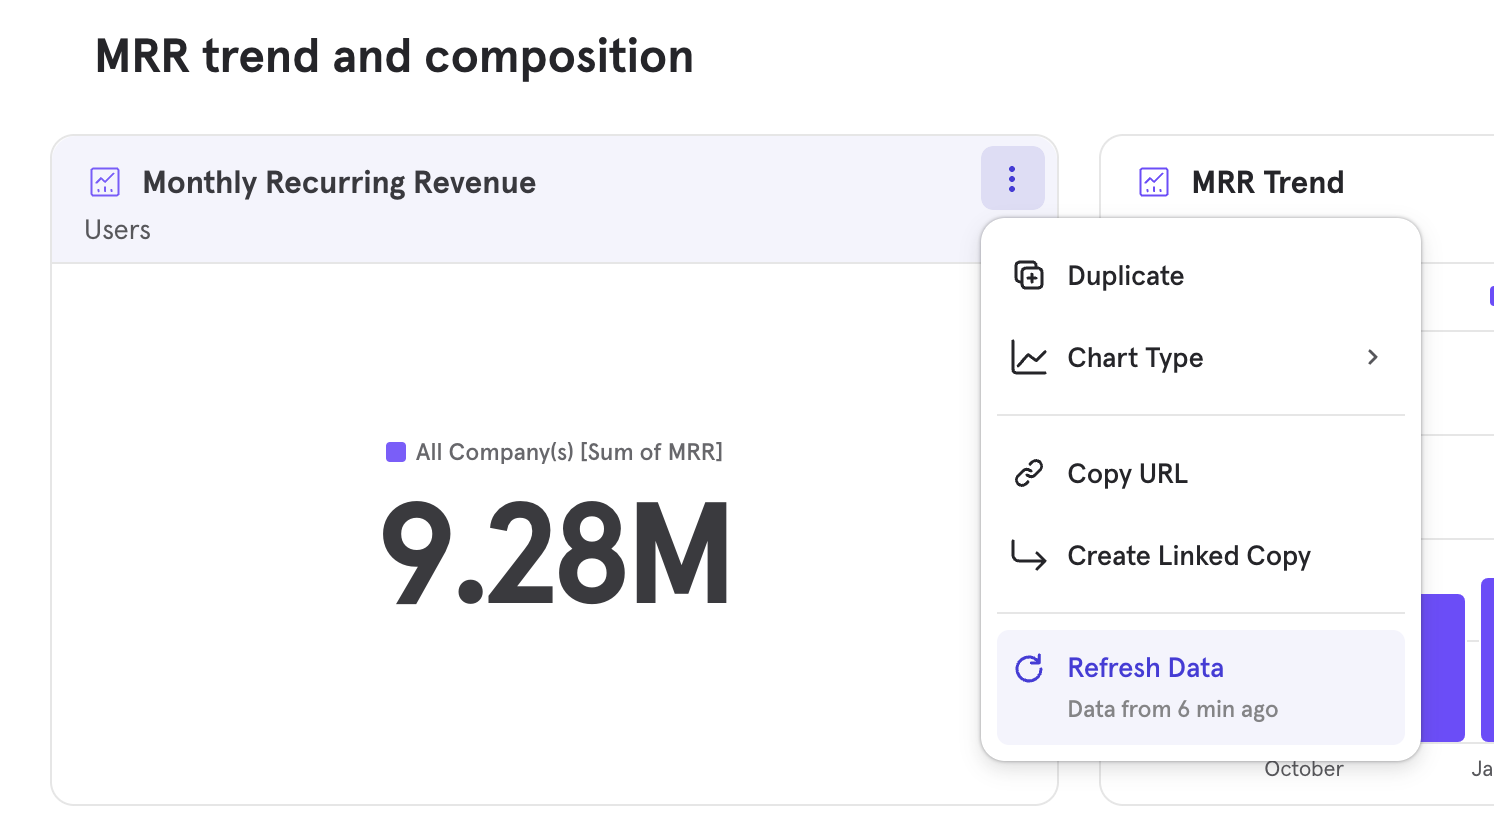 MRR trend and composition
Monthly Recurring Revenue
Users
MRR Trend
All Company(s) [Sum of MRR]
9.28M
Duplicate
Chart Type
Copy URL
Create Linked Copy
Refresh Data
Data from 6 min ago
October
Ja